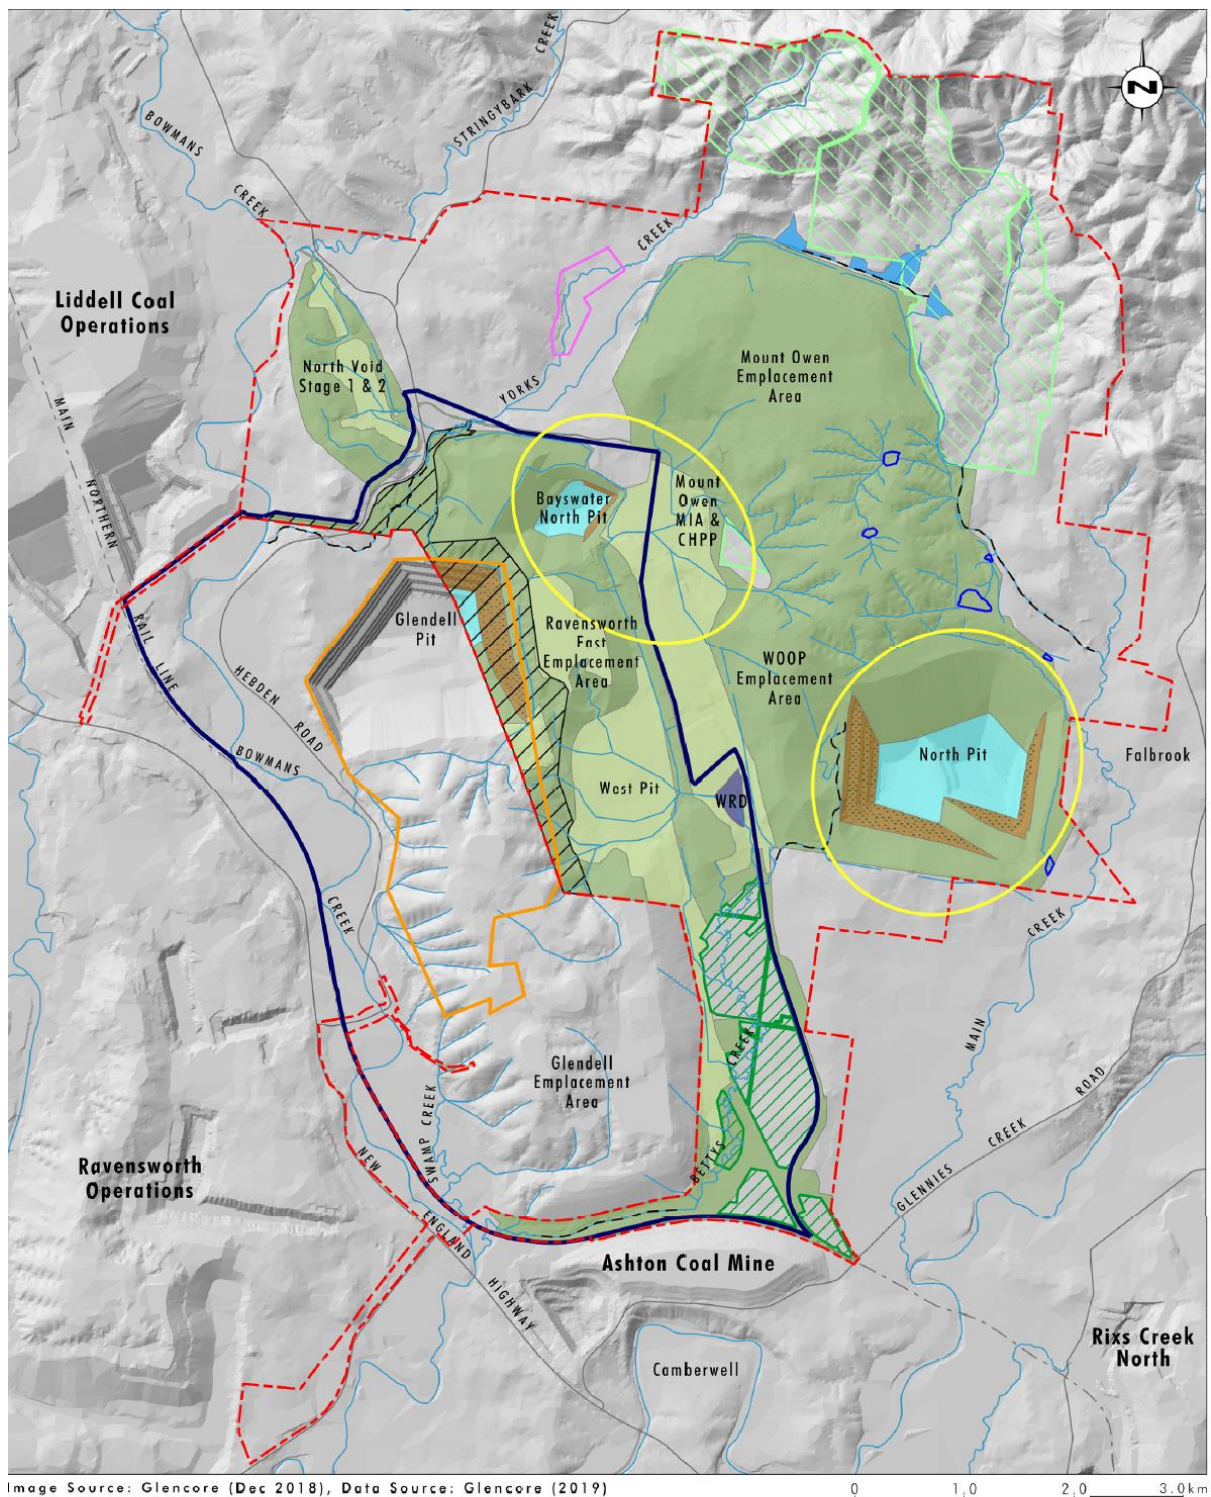 CREEK
STRINGYBARK
BOWMANS
CREEK
N
CREEK
Liddell Coal
Operations
North Void
Stage 1 & 2
YORKS
Mount Owen
Emplacement
Area
MAIN
NORTHERN
Bayswater
North Pit
Mount
Owen
MIA &
CHPP
Glendell
Pit
Ravensworth
East
Emplacement
Area
RAIL
LINE
HEBDEN
ROAD
WOOP
Emplacement
Area
BOWMANS
North Pit
Falbrook
West Pit
WRD
CREEK
CREEK
MAIN
CREEK
ROAD
Glendell
Emplacement
Area
SWAMP CREEK
CREEK
BETTYS
GLENNIES
Ravensworth
Operations
NEW
ENGLAND
HIGHWAY
Ashton Coal Mine
Camberwell
Rixs Creek
North
Image Source: Glencore (Dec 2018), Data Source: Glencore (2019)
0 1,0 2,0 3.0km